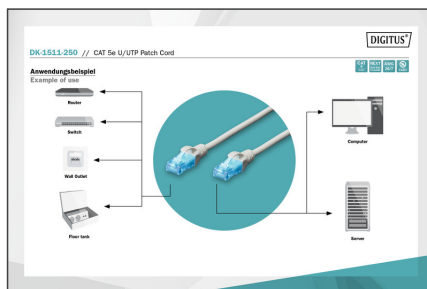 DIGITUS®
DK-1511-250 // CAT 5e U/UTP Patch Cord
Anwendungsbeispiel
Example of use
Router
Switch
Wall Outlet
Floor tank
Computer
Server